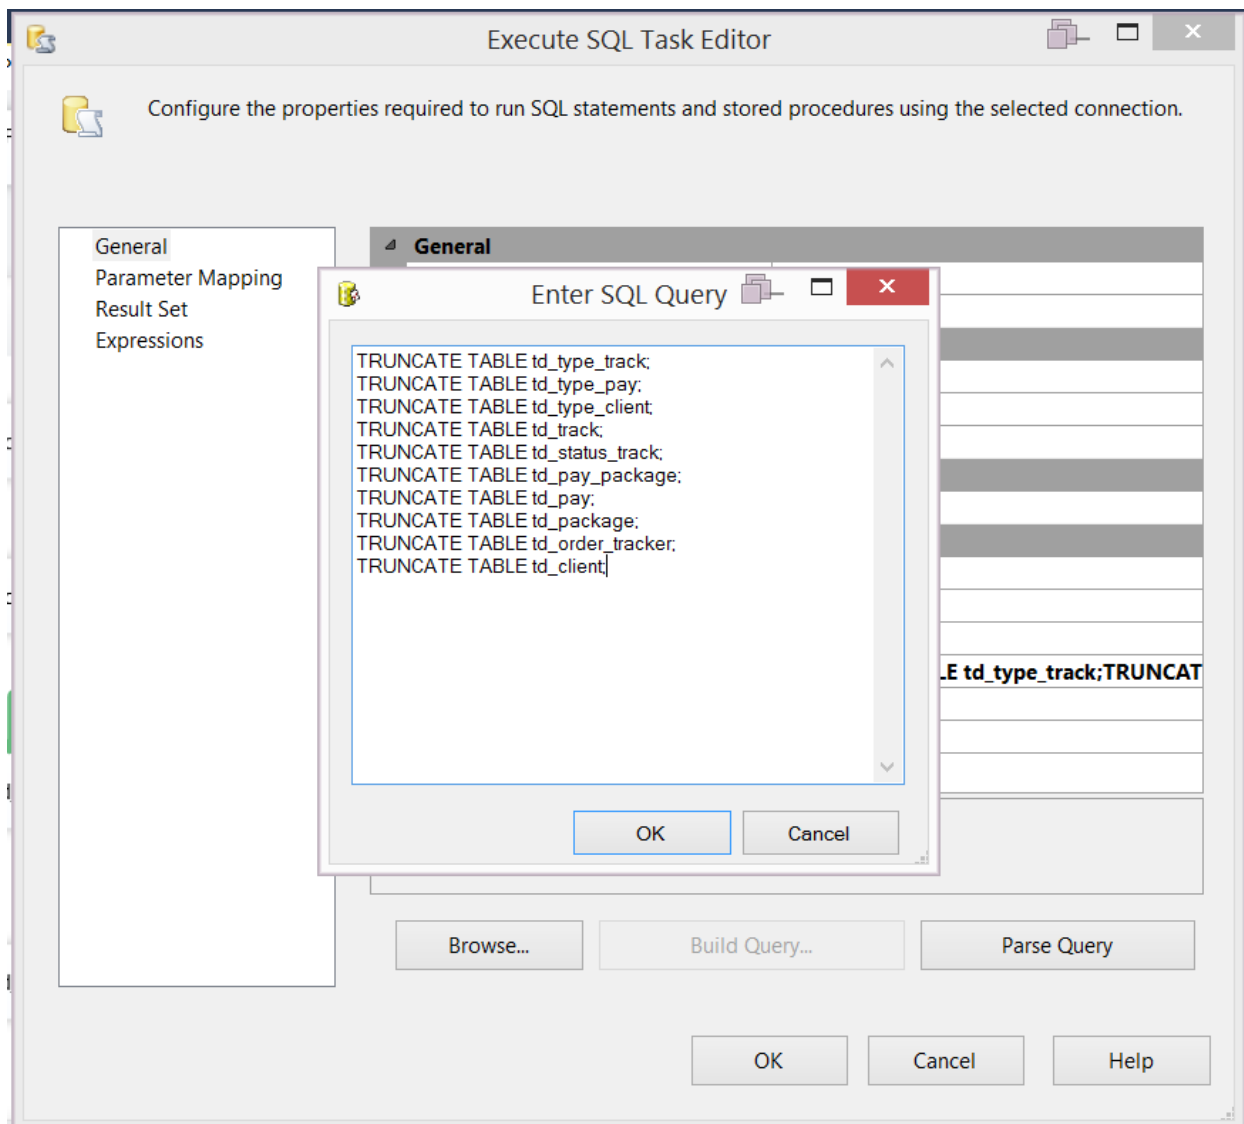 Execute SQL Task Editor
Configure the properties required to run SQL statements and stored procedures using the selected connection.
General
Parameter Mapping
Result Set
Expressions
General
Enter SQL Query
TRUNCATE TABLE td_type_track;
TRUNCATE TABLE td_type_pay;
TRUNCATE TABLE td_type_client;
TRUNCATE TABLE td_track;
TRUNCATE TABLE td_status_track;
TRUNCATE TABLE td_pay_package;
TRUNCATE TABLE td_pay;
TRUNCATE TABLE td_package;
TRUNCATE TABLE td_order_tracker;
TRUNCATE TABLE td_client;
LE td_type_track;TRUNCAT
OK Cancel
Browse... Build Query... Parse Query
OK Cancel Help